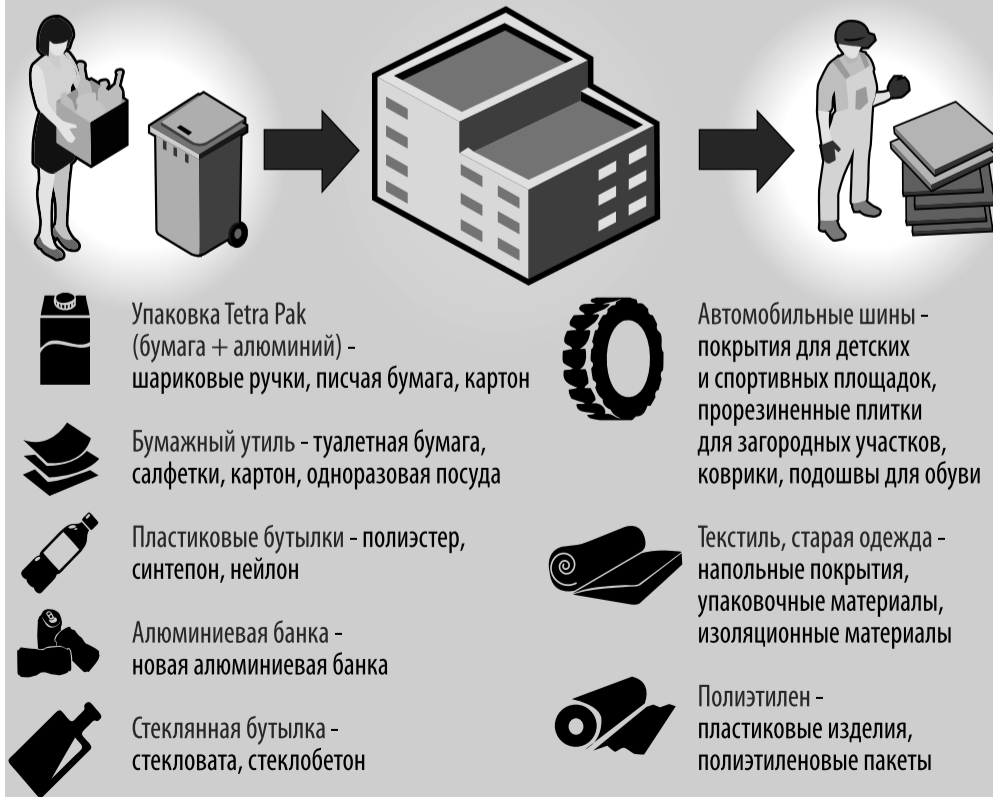 Упаковка Tetra Pak
(бумага + алюминий) -
шариковые ручки, писчая бумага, картон
Бумажный утиль - туалетная бумага,
салфетки, картон, одноразовая посуда
Пластиковые бутылки - полиэстер,
синтепон, нейлон
Алюминиевая банка -
новая алюминиевая банка
Стеклянная бутылка -
стекловата, стеклобетон
Автомобильные шины -
покрытия для детских
и спортивных площадок,
прорезиненные плитки
для загородных участков,
коврики, подошвы для обуви
Текстиль, старая одежда -
напольные покрытия,
упаковочные материалы,
изоляционные материалы
Полиэтилен -
пластиковые изделия,
полиэтиленовые пакеты